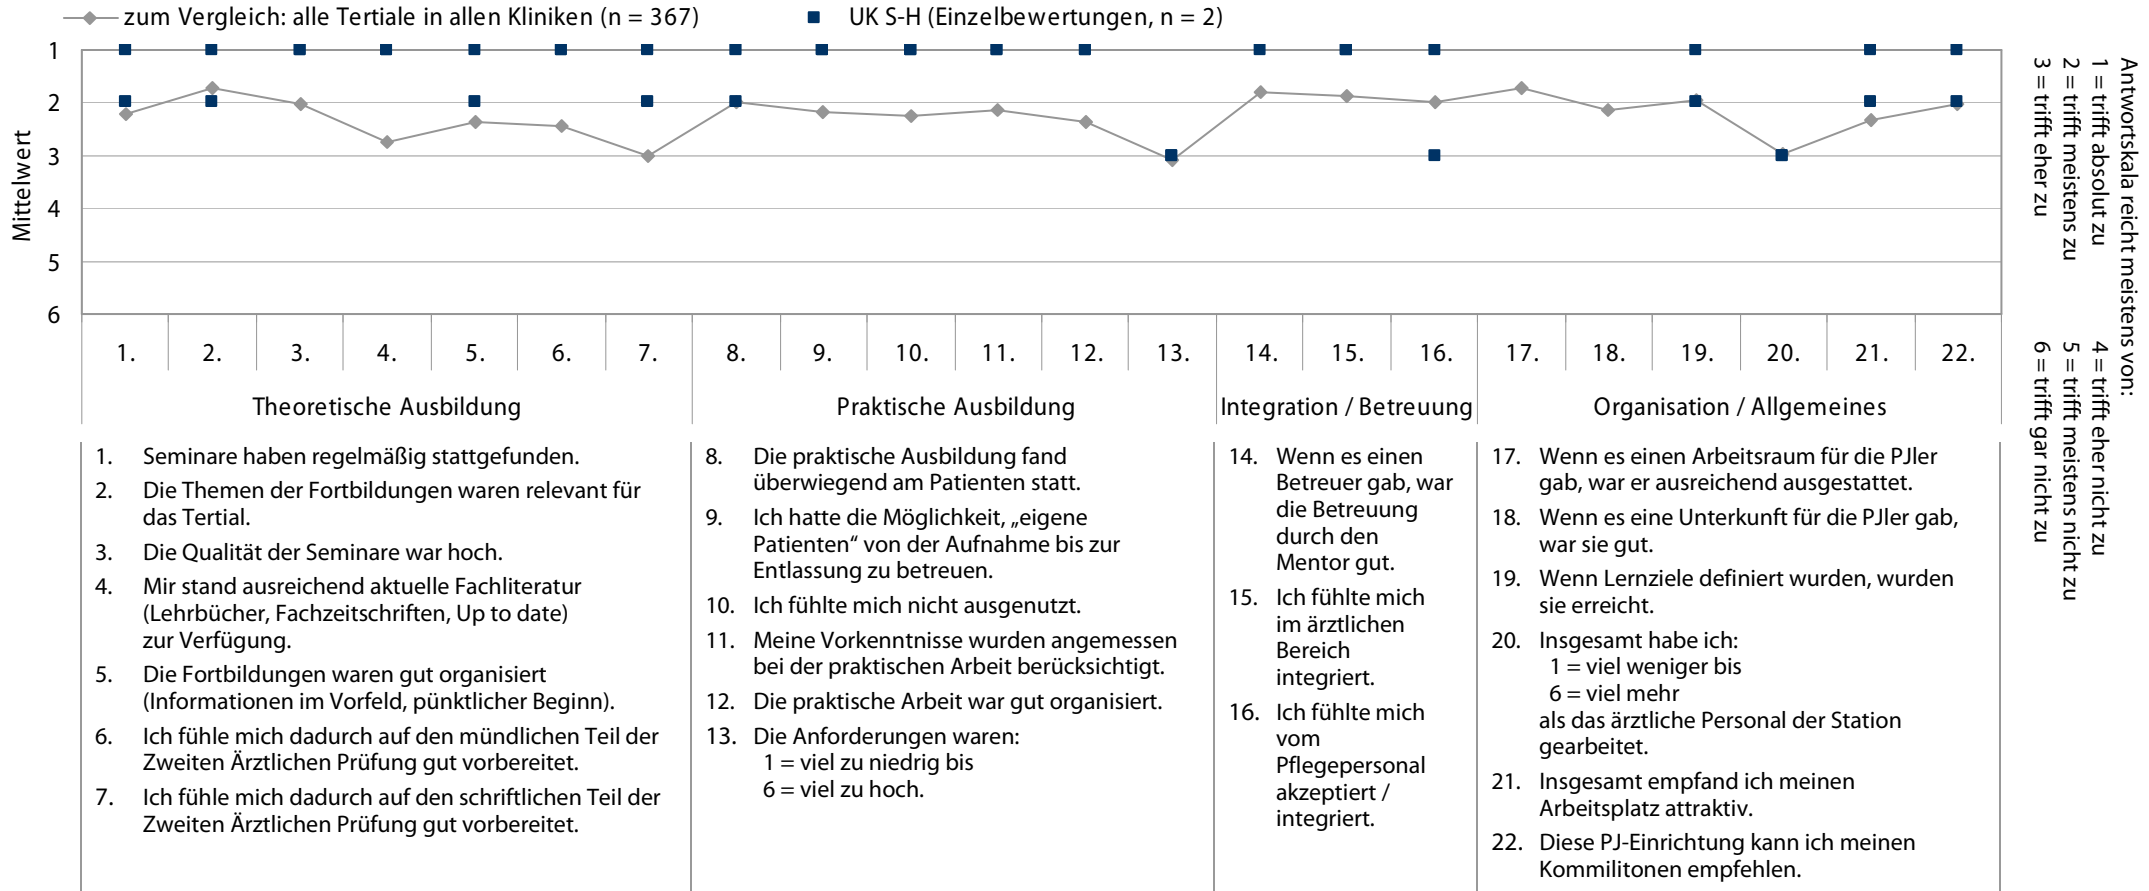 zum Vergleich: alle Tertiale in allen Kliniken (n = 367)
UK S-H (Einzelbewertungen, n = 2)
Mittelwert
1
2
3
4
5
6
1.
2.
3.
4.
5.
6.
7.
8.
9.
10.
11.
12.
13.
14.
15.
16.
17.
18.
19.
20.
21.
22.
Theoretische Ausbildung
Praktische Ausbildung
Integration / Betreuung
Organisation / Allgemeines
1. Seminare haben regelmäßig stattgefunden.
2. Die Themen der Fortbildungen waren relevant für
das Tertial.
3. Die Qualität der Seminare war hoch.
4. Mir stand ausreichend aktuelle Fachliteratur
(Lehrbücher, Fachzeitschriften, Up to date)
zur Verfügung.
5. Die Fortbildungen waren gut organisiert
(Informationen im Vorfeld, pünktlicher Beginn).
6. Ich fühle mich dadurch auf den mündlichen Teil der
Zweiten Ärztlichen Prüfung gut vorbereitet.
7. Ich fühle mich dadurch auf den schriftlichen Teil der
Zweiten Ärztlichen Prüfung gut vorbereitet.
8. Die praktische Ausbildung fand
überwiegend am Patienten statt.
9. Ich hatte die Möglichkeit, „eigene
Patienten“ von der Aufnahme bis zur
Entlassung zu betreuen.
10. Ich fühlte mich nicht ausgenutzt.
11. Meine Vorkenntnisse wurden angemessen
bei der praktischen Arbeit berücksichtigt.
12. Die praktische Arbeit war gut organisiert.
13. Die Anforderungen waren:
1 = viel zu niedrig bis
6 = viel zu hoch.
14. Wenn es einen
Betreuer gab, war
die Betreuung
durch den
Mentor gut.
15. Ich fühlte mich
im ärztlichen
Bereich
integriert.
16. Ich fühlte mich
vom
Pflegepersonal
akzeptiert /
integriert.
17. Wenn es einen Arbeitsraum für die PJler
gab, war er ausreichend ausgestattet.
18. Wenn es eine Unterkunft für die PJler gab,
war sie gut.
19. Wenn Lernziele definiert wurden, wurden
sie erreicht.
20. Insgesamt habe ich:
1 = viel weniger bis
6 = viel mehr
als das ärztliche Personal der Station
gearbeitet.
21. Insgesamt empfand ich meinen
Arbeitsplatz attraktiv.
22. Diese PJ-Einrichtung kann ich meinen
Kommilitonen empfehlen.
Antwortskala reicht meistens von:
1 = trifft absolut zu
2 = trifft meistens zu
3 = trifft eher zu
4 = trifft eher nicht zu
5 = trifft meistens nicht zu
6 = trifft gar nicht zu